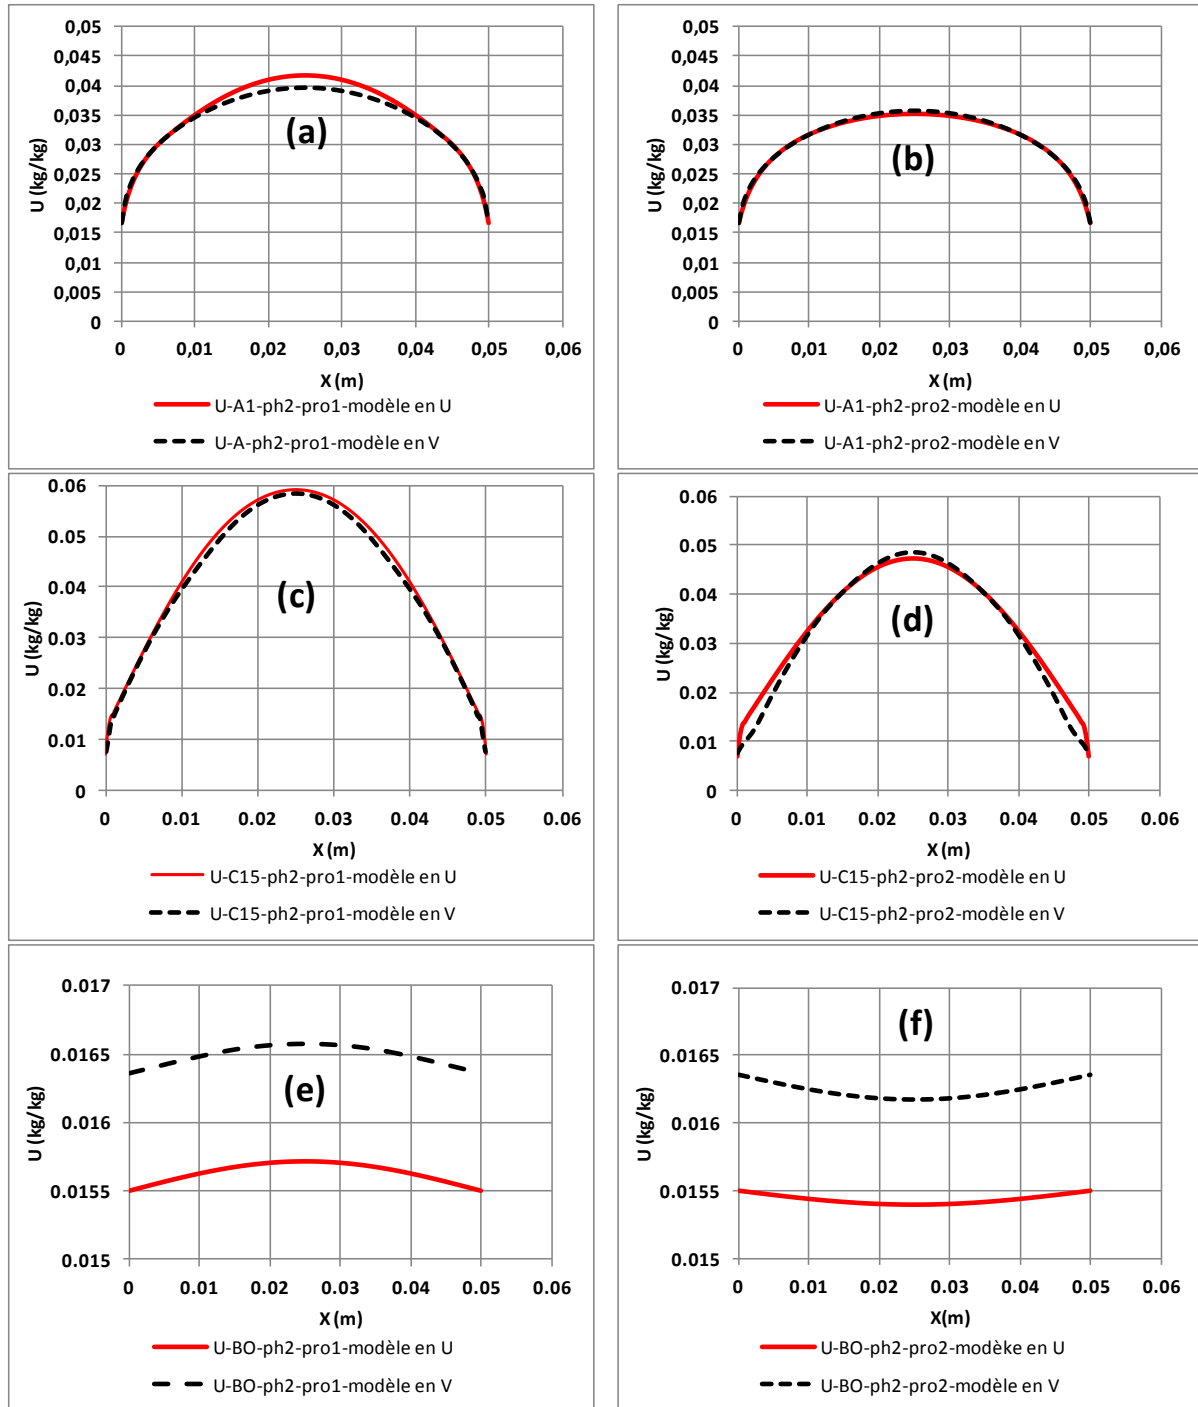 0,05
0,045
0,04
0,035
0,03
0,03
0,02
0,02
0,01
0,01
0,005
0
U (kg/kg)
(a)
0 0,01 0,02 0,03 0,04 0,05 0,06
X (m)
U-A1-ph2-pro1-modèle en U
U-A-ph2-pro1-modèle en V
0,05
0,045
0,04
0,035
0,03
0,025
0,02
0,015
0,01
0,005
0
U (kg/kg)
(b)
0 0,01 0,02 0,03 0,04 0,05 0,06
X (m)
U-A1-ph2-pro2-modèle en U
U-A1-ph2-pro2-modèle en V
0.06
0.05
0.04
0.03
0.02
0.01
0
U (kg/kg)
(c)
0 0.01 0.02 0.03 0.04 0.05 0.06
X (m)
U-C15-ph2-pro1-modèle en U
U-C15-ph2-pro1-modèle en V
0.06
0.05
0.04
0.03
0.02
0.01
0
U (kg/kg)
(d)
0 0.01 0.02 0.03 0.04 0.05 0.06
X (m)
U-C15-ph2-pro2-modèle en U
U-C15-ph2-pro2-modèle en V
0.017
0.0165
0.016
0.0155
0.015
U (kg/kg)
(e)
0 0.01 0.02 0.03 0.04 0.05 0.06
X (m)
U-BO-ph2-pro1-modèle en U
U-BO-ph2-pro1-modèle en V
0.017
0.0165
0.016
0.0155
0.015
U (kg/kg)
(f)
0 0.01 0.02 0.03 0.04 0.05 0.06
X(m)
U-BO-ph2-pro2-modèke en U
U-BO-ph2-pro2-modèle en V